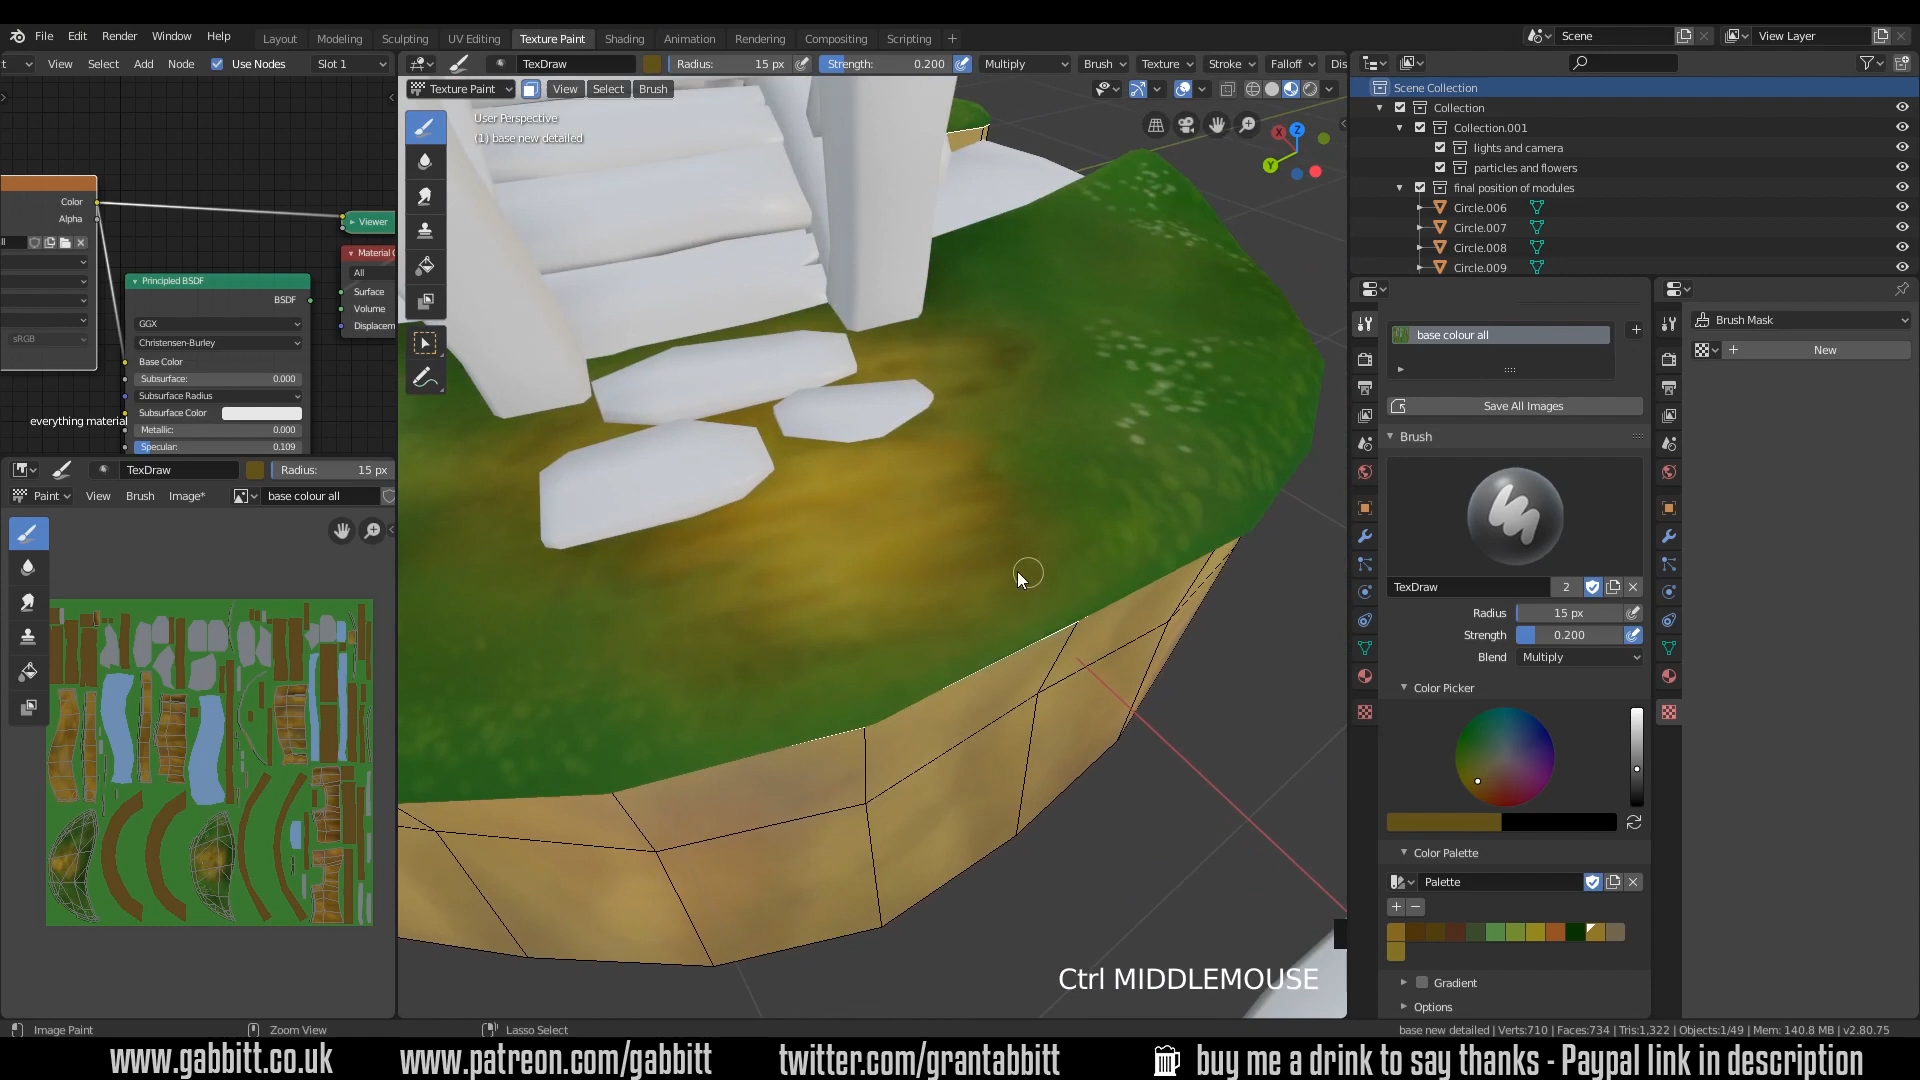 File Edit Render Window Help
Layout Modeling Sculpting UV Editing Texture Paint Shading Animation Rendering Compositing Scripting
Scene
View Layer
View Select Add Node Use Nodes Slot 1
TexDraw Radius: 15 px Strength: 0.200 Multiply Brush Texture Stroke Falloff Dis
Texture Paint View Select Brush
User Perspective
(1) base new detailed
Color
Alpha
Viewer
Material
All
Surface
Volume
Displacem
sRGB
Principled BSDF
BSDF
GGX
Christensen-Burley
Base Color
Subsurface: 0.000
Subsurface Radius
Subsurface Color
Metallic: 0.000
Specular: 0.109
everything material
TexDraw Radius: 15 px
Paint View Brush Image* base colour all
Scene Collection
Collection
Collection.001
lights and camera
particles and flowers
final position of modules
Circle.006
Circle.007
Circle.008
Circle.009
base colour all
Save All Images
Brush
TexDraw 2
Radius 15 px
Strength 0.200
Blend Multiply
Color Picker
Color Palette
Palette
Gradient
Options
Brush Mask
New
X Z Y
Ctrl MIDDLEMOUSE
Image Paint Zoom View Lasso Select
base new detailed | Verts:710 | Faces:734 | Tris:1,322 | Objects:1/49 | Mem: 140.8 MB | v2.80.75
www.gabbitt.co.uk www.patreon.com/gabbitt twitter.com/grantabbitt buy me a drink to say thanks - Paypal link in description